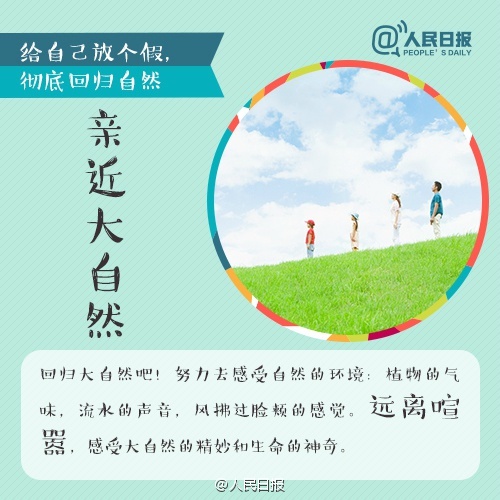 @人民日报
PEOPLE'S DAILY
给自己放个假,
彻底回归自然
亲近大自然
回归大自然吧! 努力去感受自然的环境: 植物的气
味, 流水的声音, 风拂过脸颊的感觉。远离喧
嚣, 感受大自然的精妙和生命的神奇。
@人民日报